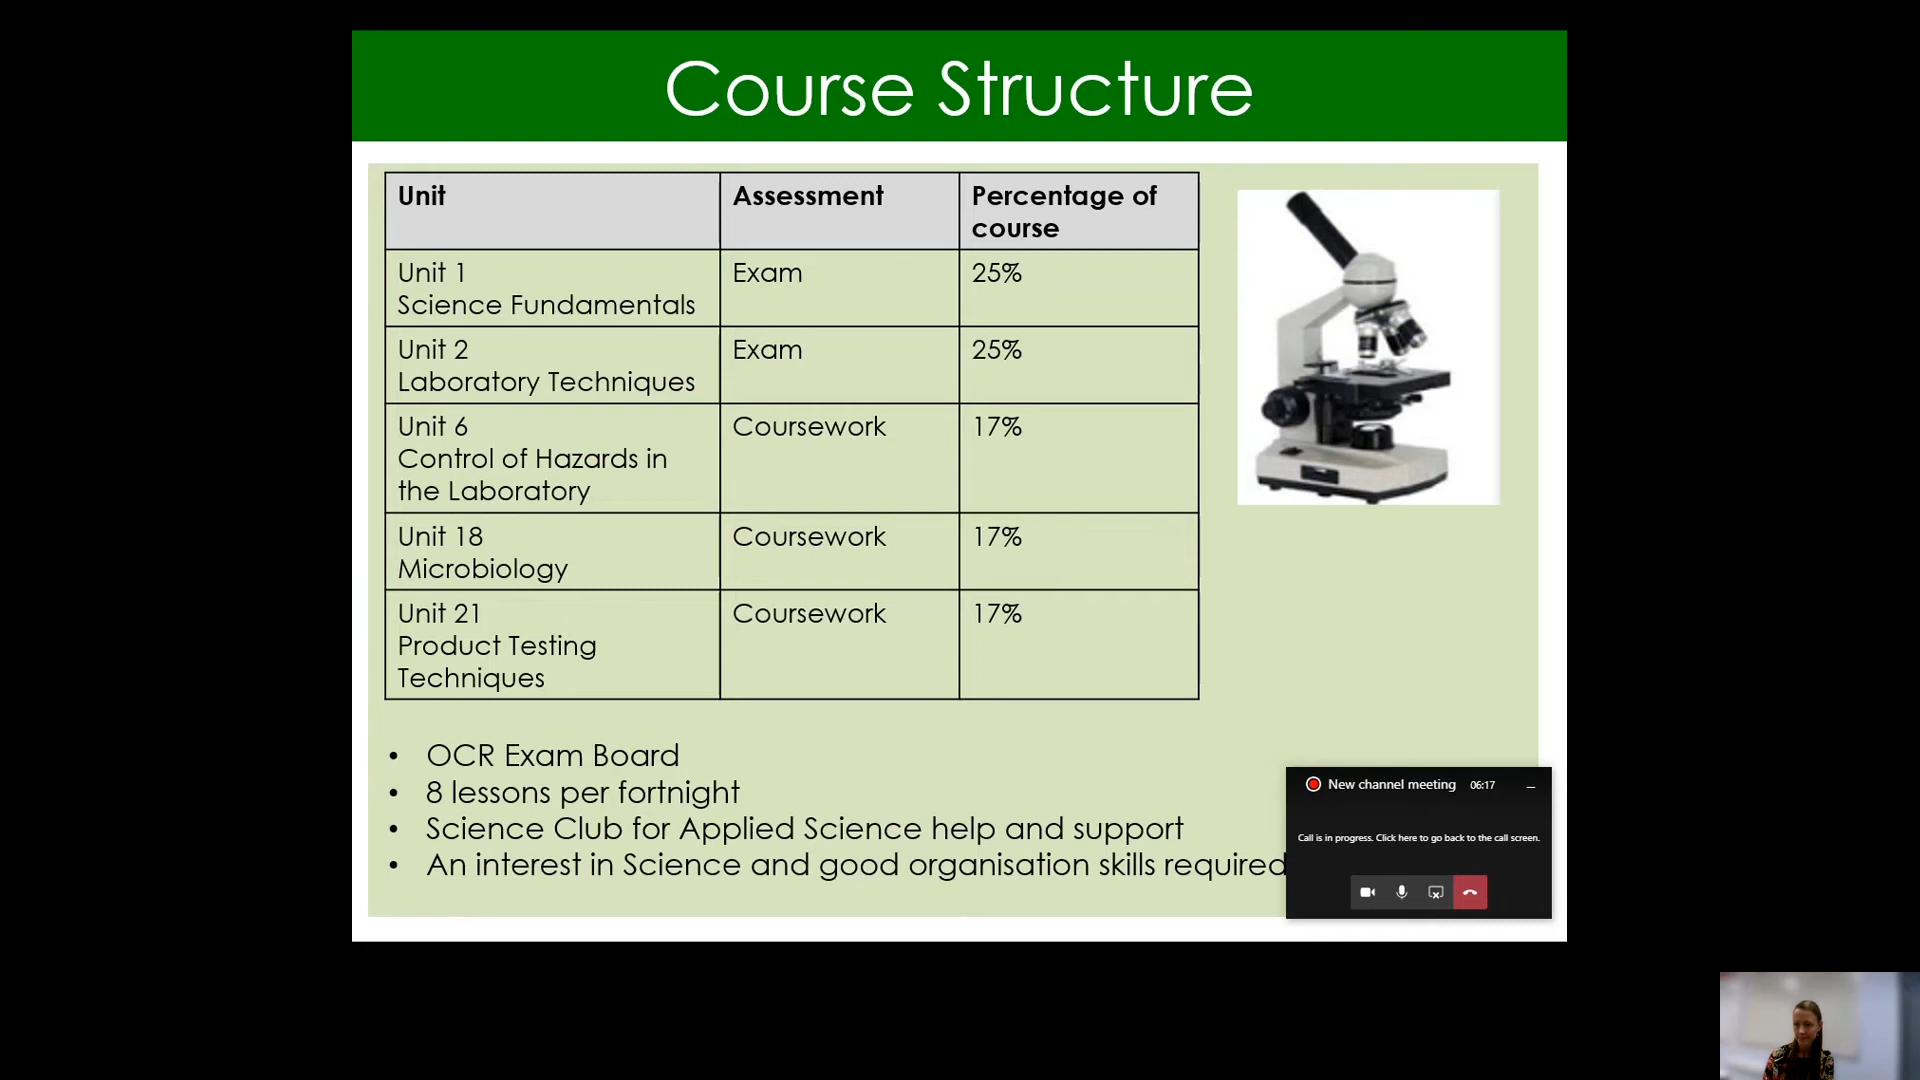 Course Structure
Unit
Assessment
Percentage of
course
Unit 1
Science Fundamentals
Exam
25%
Unit 2
Laboratory Techniques
Exam
25%
Unit 6
Control of Hazards in
the Laboratory
Coursework
17%
Unit 18
Microbiology
Coursework
17%
Unit 21
Product Testing
Techniques
Coursework
17%
• OCR Exam Board
• 8 lessons per fortnight
• Science Club for Applied Science help and support
• An interest in Science and good organisation skills required
New channel meeting 06:17
Call is in progress. Click here to go back to the call screen.